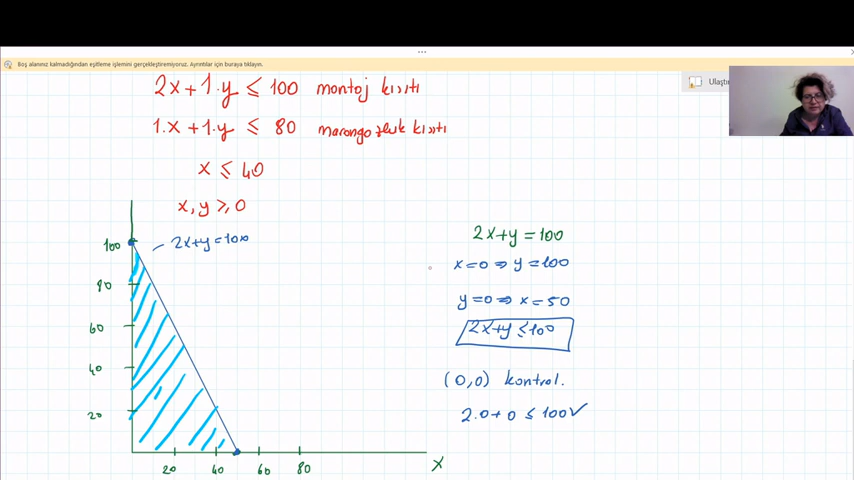 Boş alanınız kalmadığından eşitleme işlemini gerçekleştiremiyoruz. Ayrıntılar için buraya tıklayın.
Ulaştır
2x+1.y ≤ 100 montaj kısıtı
1.x+1.y ≤ 80 marangozluk kısıtı
x ≤ 40
x, y ≥ 0
2x+y=100
100
80
60
40
20
20 40 60 80
x
2x+y=100
x=0 ⇒ y=100
y=0 ⇒ x=50
2x+y ≤ 100
(0,0) kontrol.
2.0+0 ≤ 100 ✓